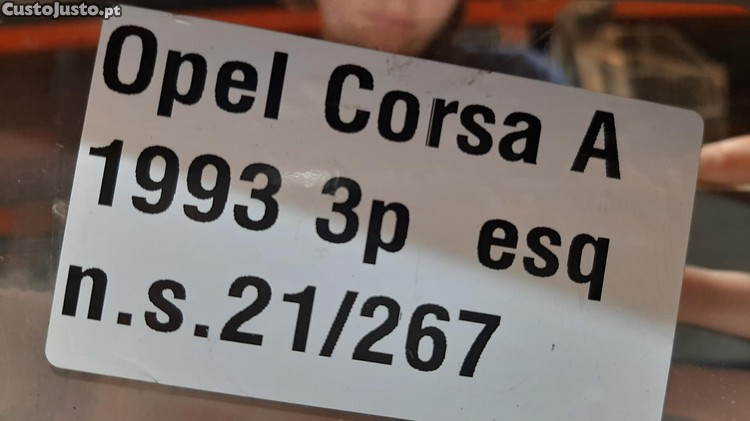 CustoJusto.pt
Opel Corsa A
1993 3p esq
n.s.21/267